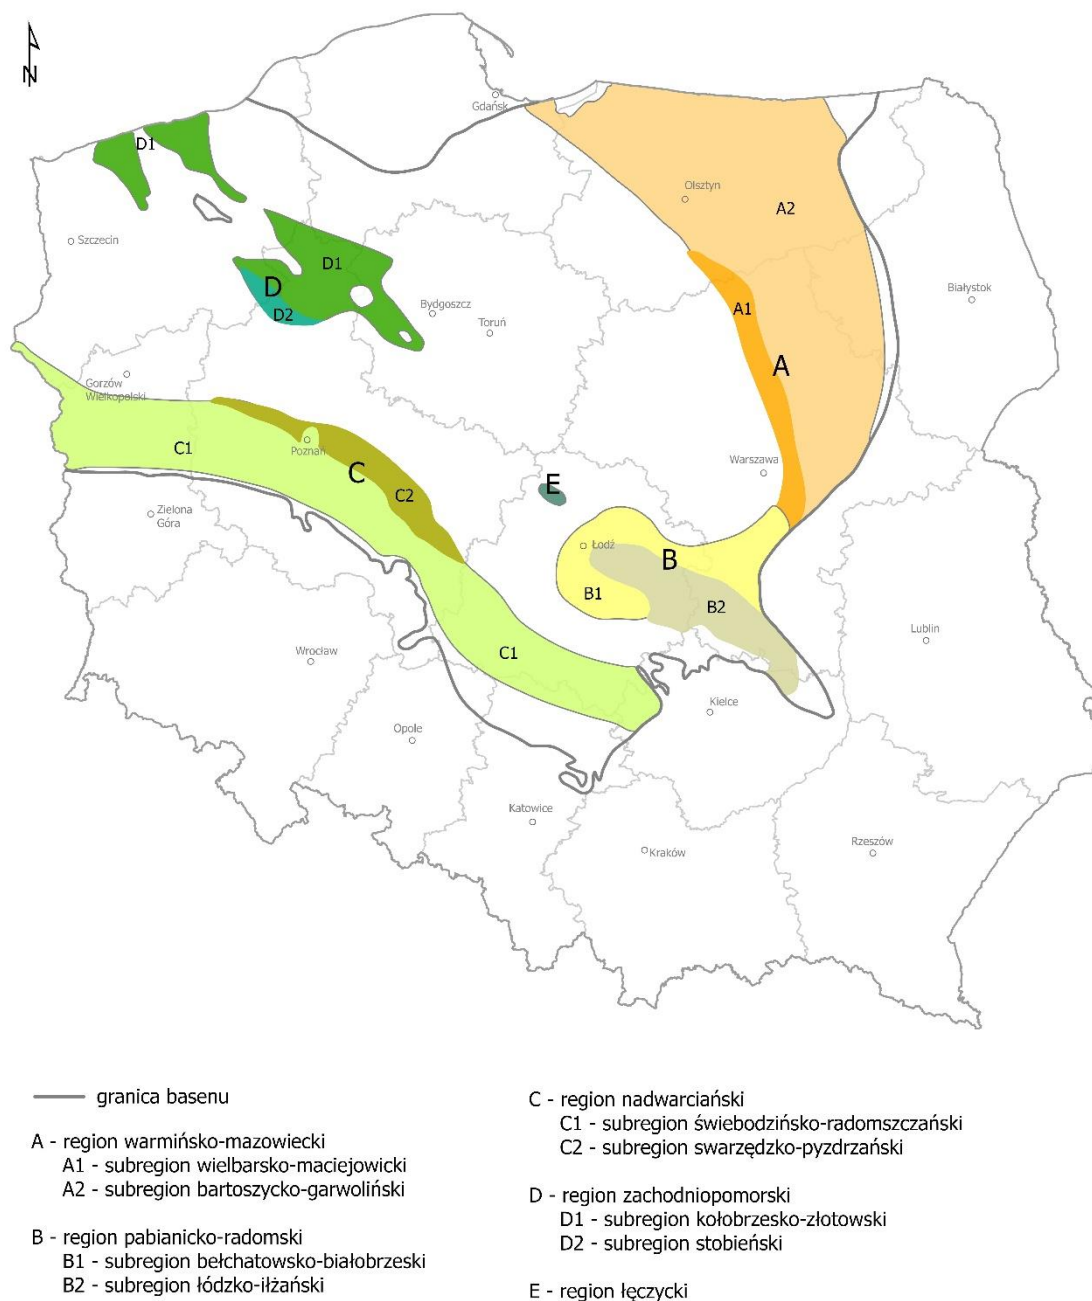 N
Gdańsk
D1
Olsztyn
A2
Szczecin
D1
D
D2
Bydgoszcz
Toruń
A1
Białystok
A
Gorzów
Wielkopolski
C1
Poznań
C
C2
E
Warszawa
Zielona
Góra
Łódź
B
B1
B2
Lublin
Wrocław
C1
Kielce
Opole
Katowice
Kraków
Rzeszów
granica basenu
A - region warmińsko-mazowiecki
A1 - subregion wielbarsko-maciejowicki
A2 - subregion bartoszycko-garwoliński
B - region pabianicko-radomski
B1 - subregion bełchatowsko-białobrzeski
B2 - subregion łódzko-iłżański
C - region nadwarciański
C1 - subregion świebodzińsko-radomszczański
C2 - subregion swarzędzko-pyzdrzański
D - region zachodniopomorski
D1 - subregion kołobrzesko-złotowski
D2 - subregion stobieński
E - region łęczycki